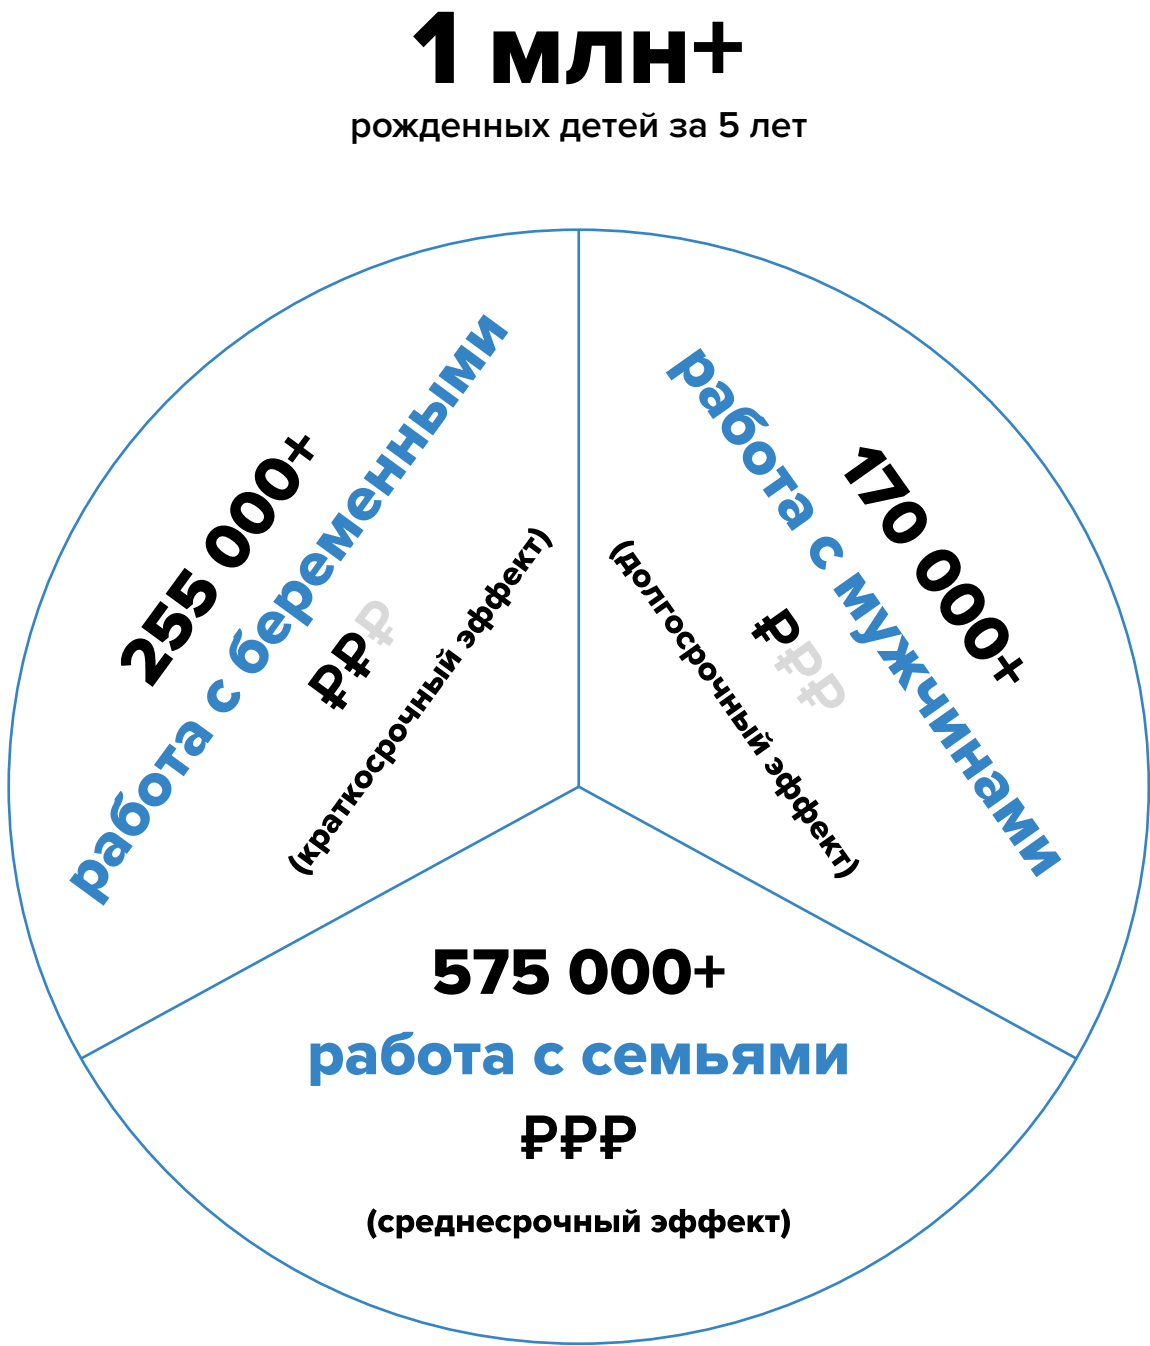 1 млн+
рожденных детей за 5 лет
255 000+
работа с беременными
₽₽₽
(краткосрочный эффект)
170 000+
работа с мужчинами
₽₽₽
(долгосрочный эффект)
575 000+
работа с семьями
₽₽₽
(среднесрочный эффект)